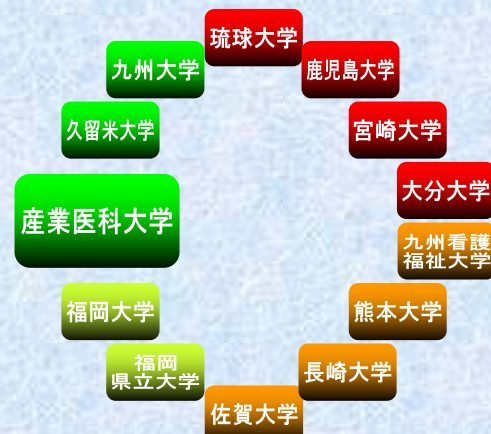 琉球大学
九州大学
鹿児島大学
久留米大学
宮崎大学
大分大学
産業医科大学
九州看護
福祉大学
福岡大学
熊本大学
福岡
県立大学
長崎大学
佐賀大学